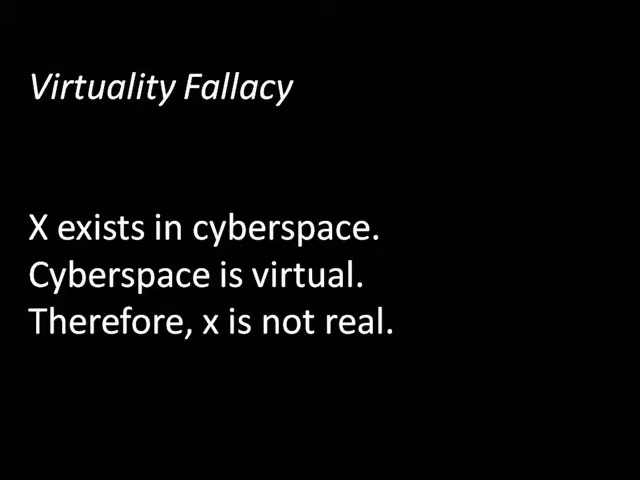 Virtuality Fallacy
X exists in cyberspace.
Cyberspace is virtual.
Therefore, x is not real.